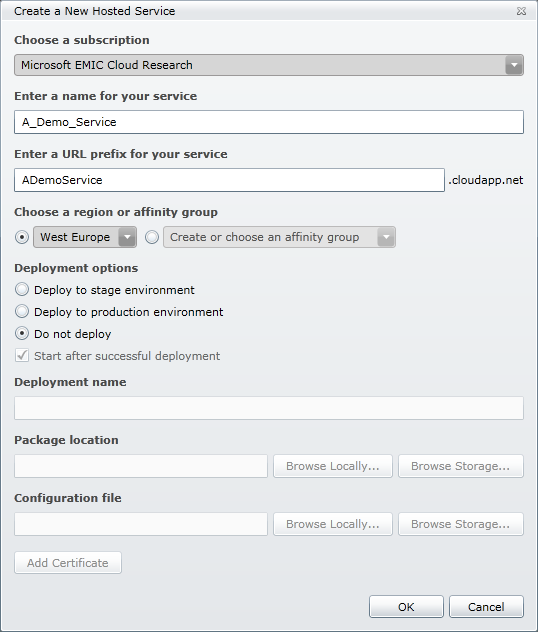 Create a New Hosted Service
Choose a subscription
Microsoft EMIC Cloud Research
Enter a name for your service
A_Demo_Service
Enter a URL prefix for your service
ADemoService .cloudapp.net
Choose a region or affinity group
West Europe Create or choose an affinity group
Deployment options
Deploy to stage environment
Deploy to production environment
Do not deploy
Start after successful deployment
Deployment name
Package location
Browse Locally... Browse Storage...
Configuration file
Browse Locally... Browse Storage...
Add Certificate
OK Cancel